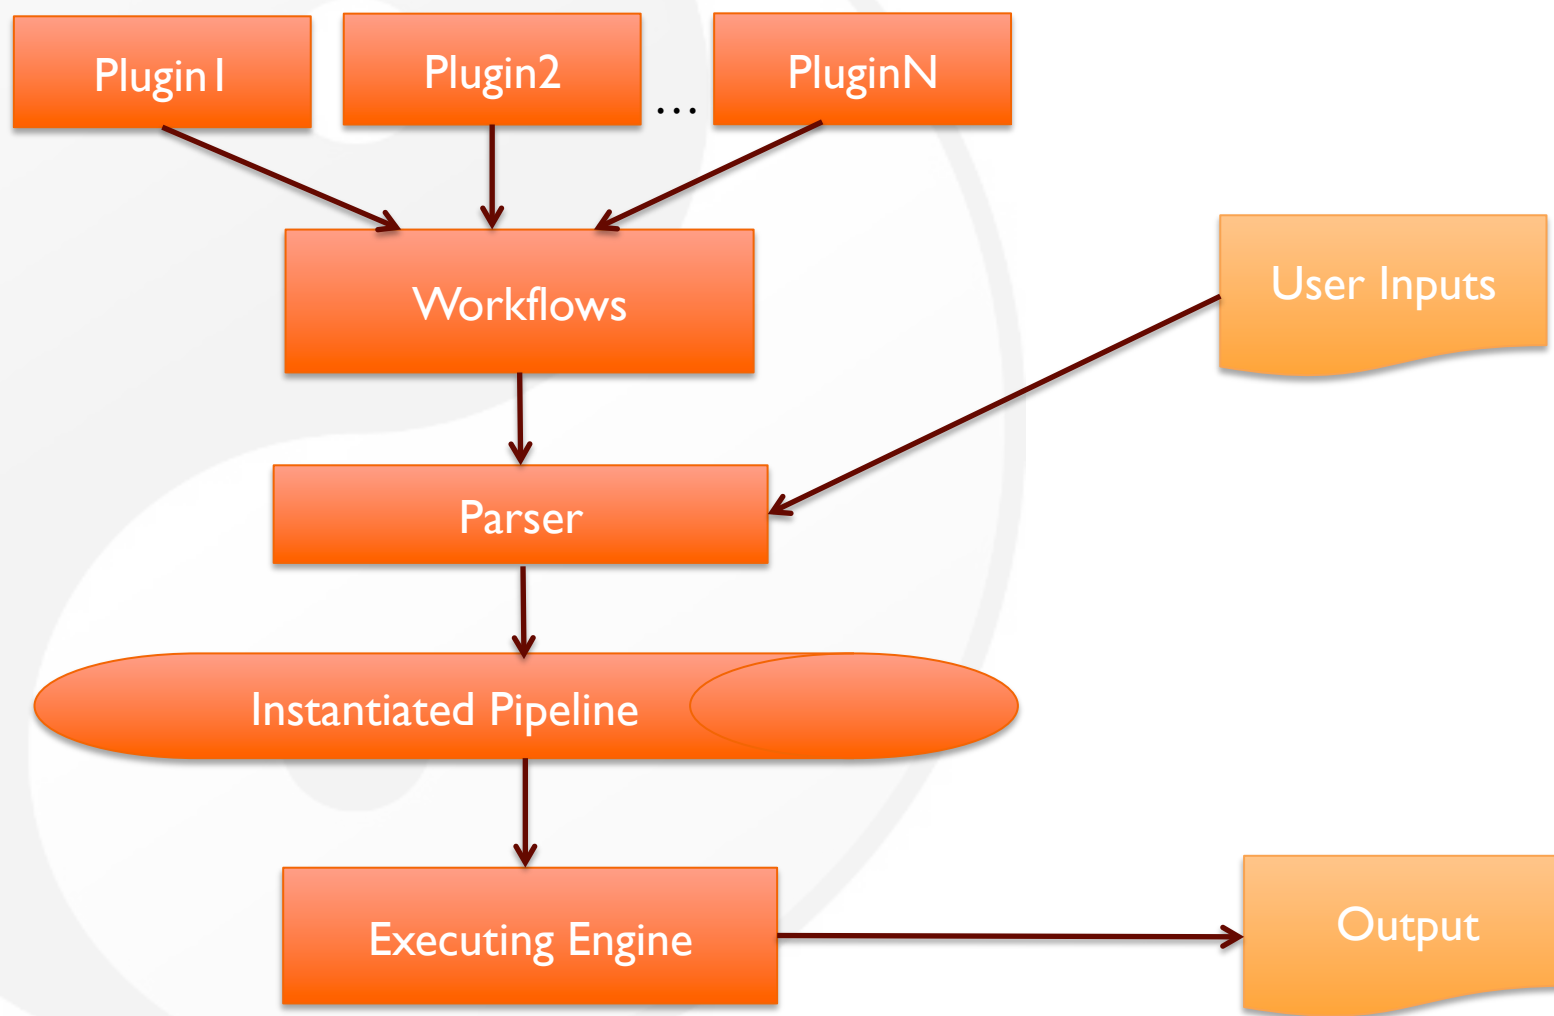 Plugin1
Plugin2
...
PluginN
Workflows
User Inputs
Parser
Instantiated Pipeline
Executing Engine
Output